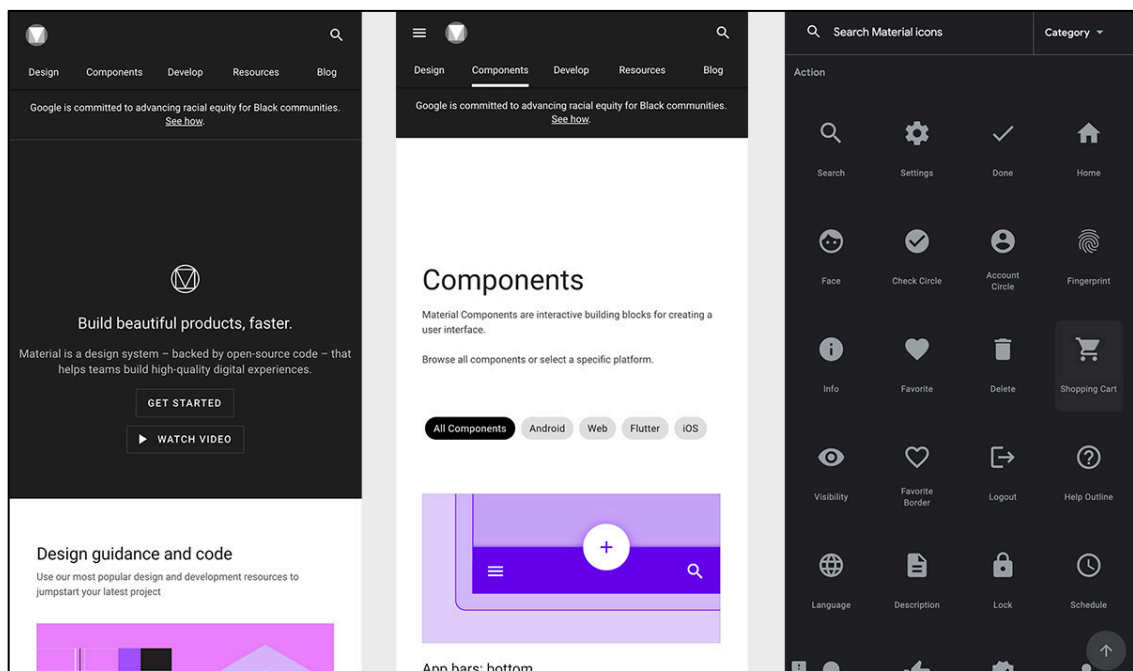 Design Components Develop Resources Blog
Google is committed to advancing racial equity for Black communities.
See how.
Build beautiful products, faster.
Material is a design system – backed by open-source code – that
helps teams build high-quality digital experiences.
GET STARTED
WATCH VIDEO
Design guidance and code
Use our most popular design and development resources to
jumpstart your latest project
Design Components Develop Resources Blog
Google is committed to advancing racial equity for Black communities.
See how.
Components
Material Components are interactive building blocks for creating a
user interface.
Browse all components or select a specific platform.
All Components Android Web Flutter iOS
App bars: bottom
Search Material icons Category
Action
Search Settings Done Home
Face Check Circle Account
Circle Fingerprint
Info Favorite Delete Shopping Cart
Visibility Favorite
Border Logout Help Outline
Language Description Lock Schedule